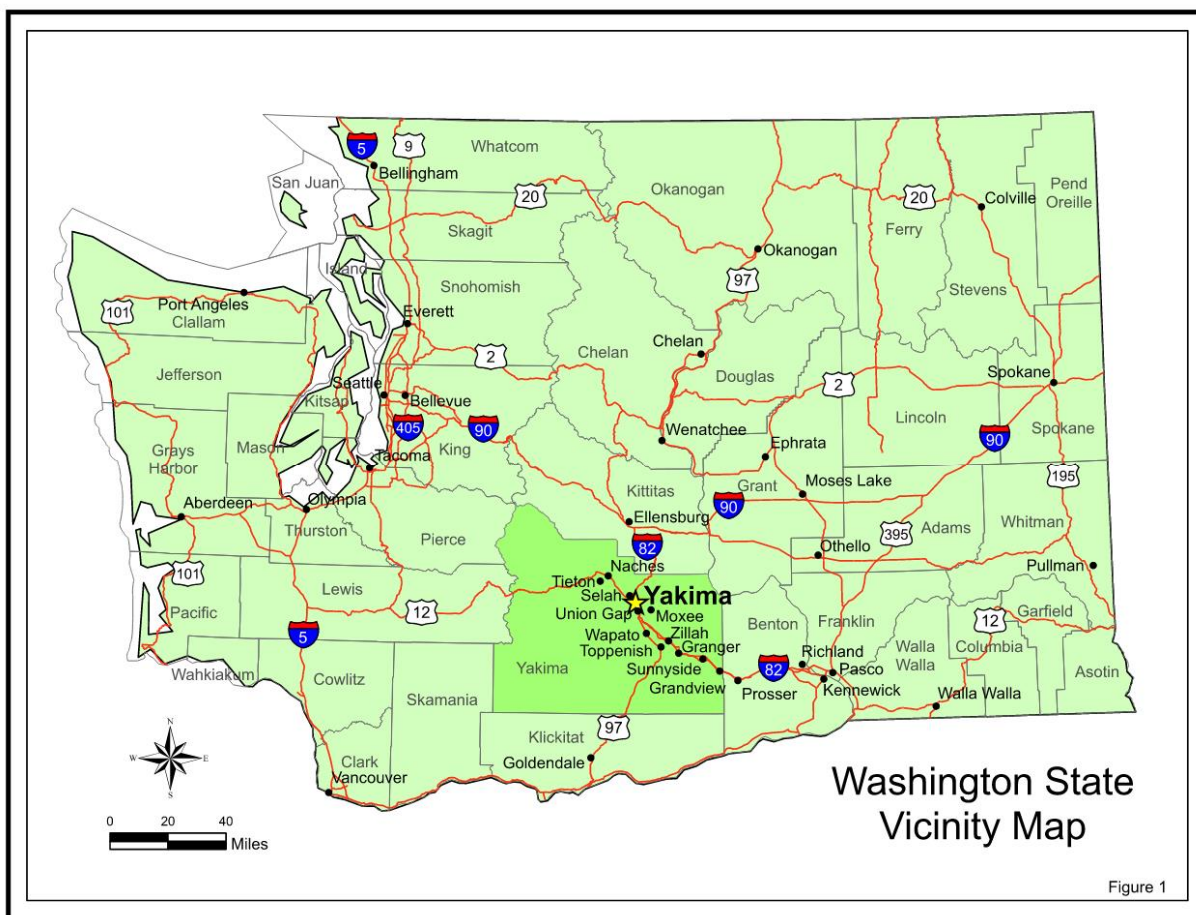 5
9
Whatcom
Bellingham
San Juan
Okanogan
Pend
Oreille
20
20
Colville
Skagit
Ferry
Okanogan
Island
97
Snohomish
Stevens
101
Port Angeles
Clallam
Everett
2
Chelan
Chelan
Jefferson
Douglas
Spokane
Seattle
Kitsap
Bellevue
2
Lincoln
405
90
Wenatchee
90
Spokane
Mason
King
Ephrata
Grays
Harbor
Tacoma
Grant
Moses Lake
195
Kittitas
Aberdeen
Olympia
90
Ellensburg
Whitman
Thurston
Adams
395
Pierce
82
Othello
Naches
Pullman
101
Tieton
Lewis
Selah
Yakima
Pacific
12
Union Gap
Moxee
Garfield
5
Wapato
Zillah
Benton
Franklin
12
Toppenish
Granger
Walla
Walla
Columbia
Wahkiakum
Yakima
Sunnyside
82
Richland
Pasco
Asotin
Cowlitz
Skamania
Grandview
Prosser
Kennewick
Walla Walla
97
Klickitat
Goldendale
Clark
Vancouver
N
W
E
S
Washington State
Vicinity Map
0 20 40
Miles
Figure 1